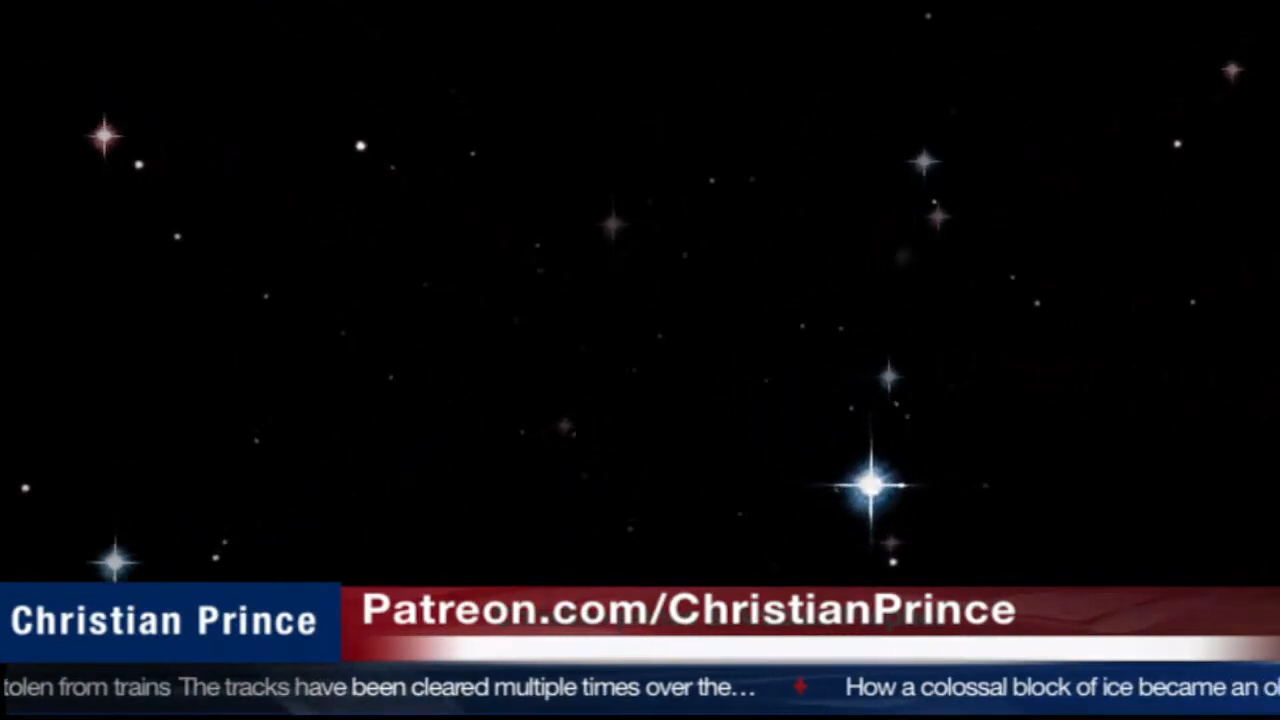 Christian Prince
Patreon.com/ChristianPrince
tolen from trains The tracks have been cleared multiple times over the… How a colossal block of ice became an ol